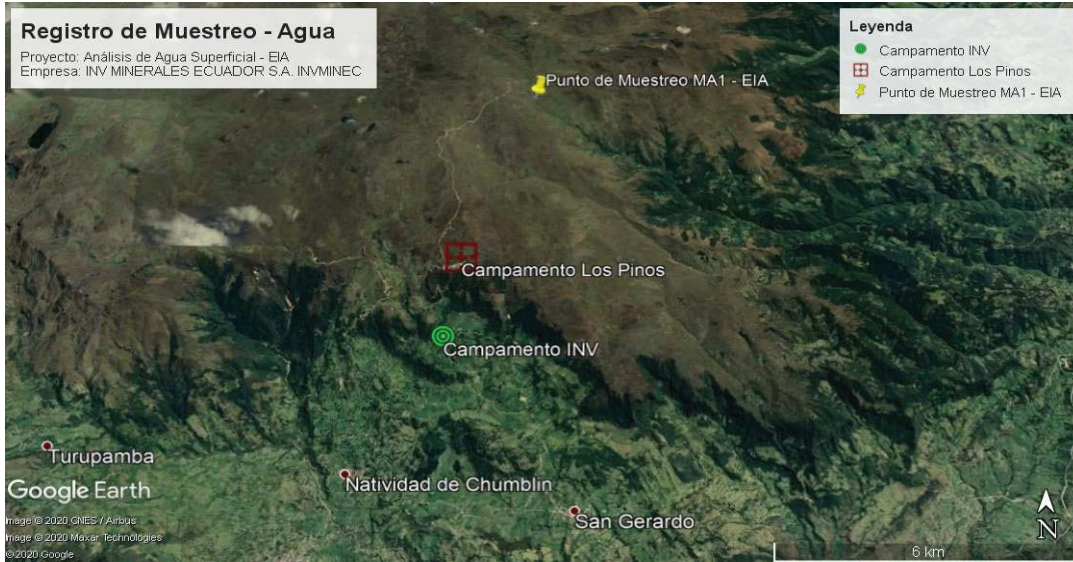 Registro de Muestreo - Agua
Proyecto: Análisis de Agua Superficial - EIA
Empresa: INV MINERALES ECUADOR S.A. INVMINEC
Leyenda
Campamento INV
Campamento Los Pinos
Punto de Muestreo MA1 - EIA
Punto de Muestreo MA1 - EIA
Campamento Los Pinos
Campamento INV
Turupamba
Natividad de Chumblin
San Gerardo
Google Earth
Image © 2020 CNES / Airbus
Image © 2020 Maxar Technologies
©2020 Google
N
6 km